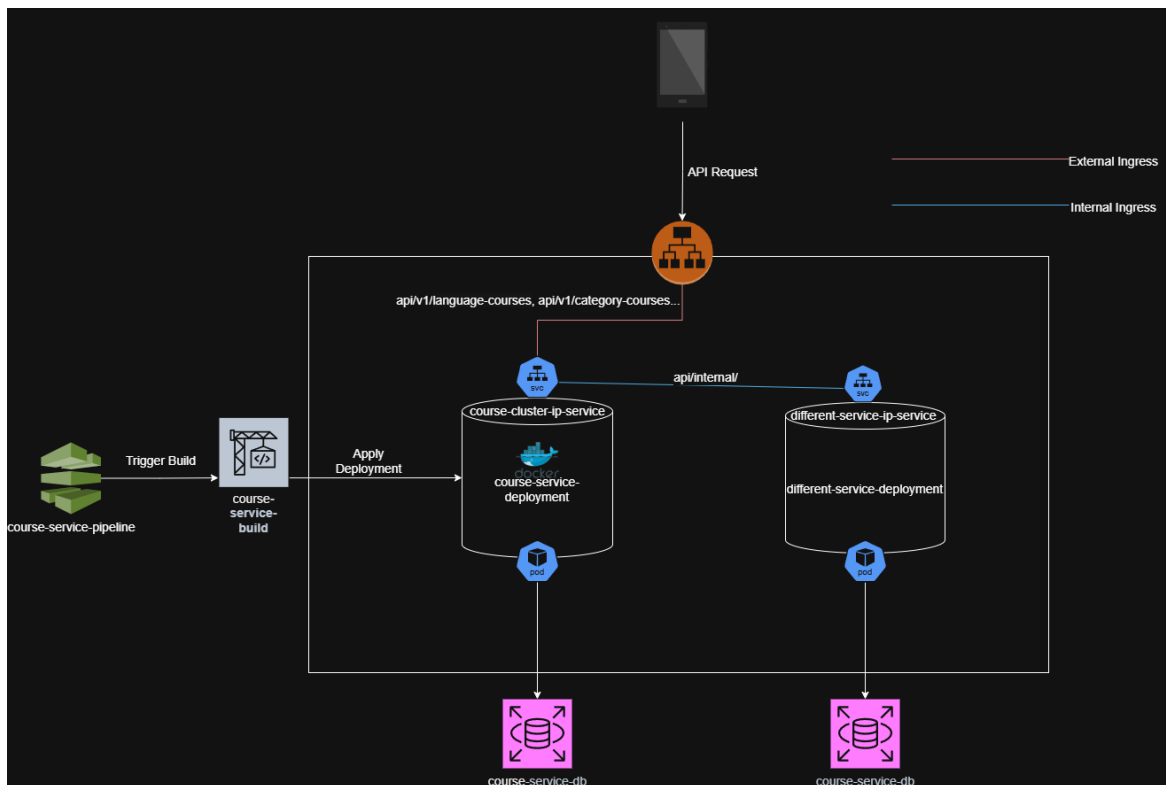 API Request
External Ingress
Internal Ingress
api/v1/language-courses, api/v1/category-courses...
svc
api/internal/
svc
course-cluster-ip-service
different-service-ip-service
docker
course-service-
deployment
different-service-deployment
Trigger Build
Apply
Deployment
course-
service-
build
course-service-pipeline
pod
pod
course-service-db
course-service-db